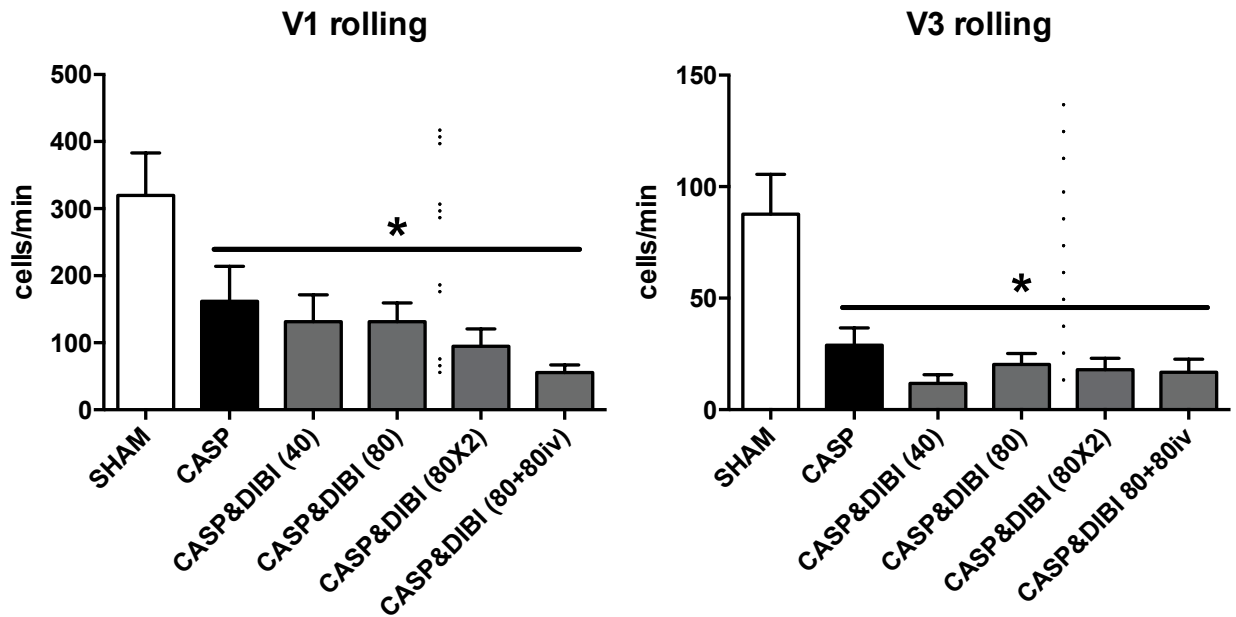 V1 rolling
500
400
300
200
100
0
cells/min
*
SHAM
CASP
CASP&DIBI (40)
CASP&DIBI (80)
CASP&DIBI (80X2)
CASP&DIBI (80+80iv)
V3 rolling
150
100
50
0
cells/min
*
SHAM
CASP
CASP&DIBI (40)
CASP&DIBI (80)
CASP&DIBI (80X2)
CASP&DIBI 80+80iv